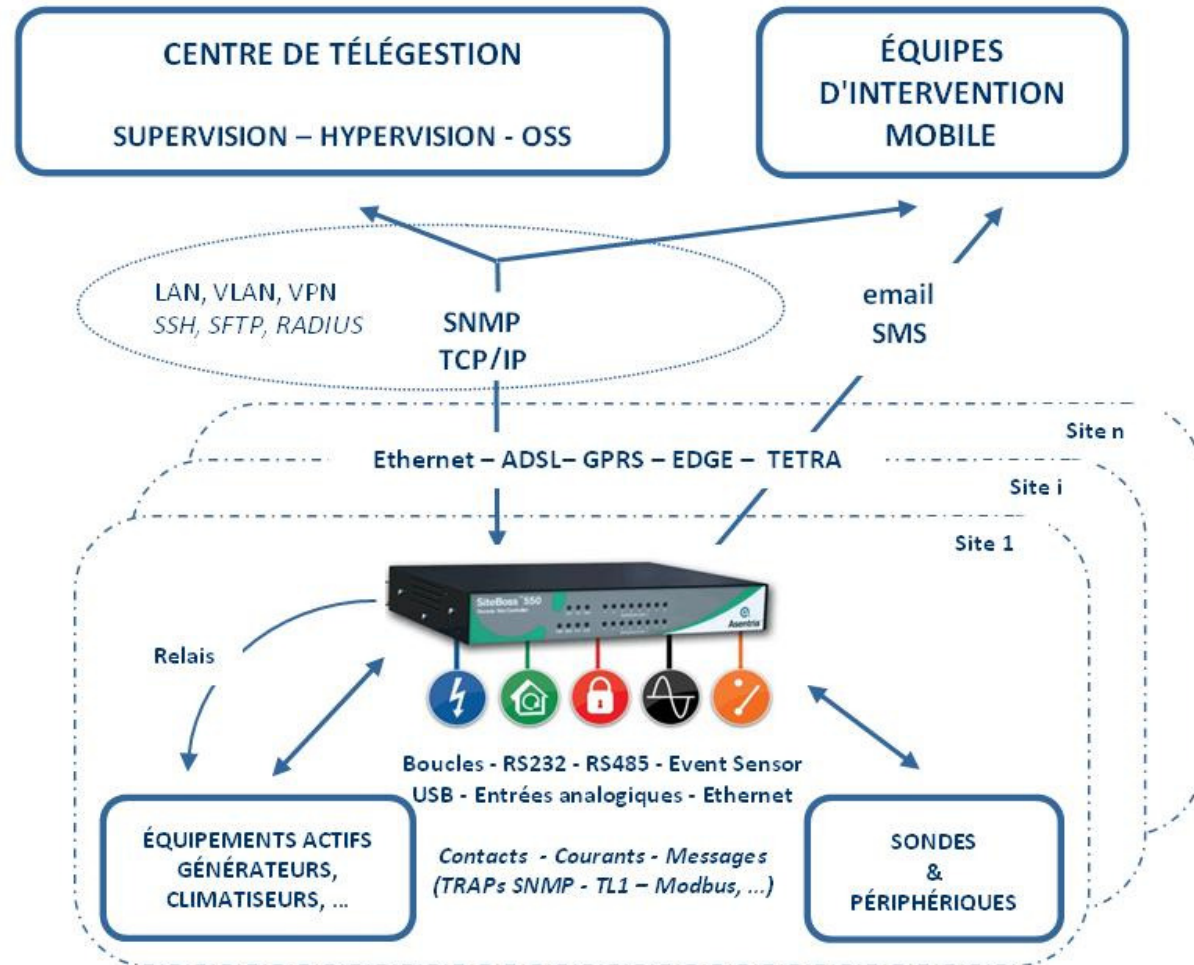 CENTRE DE TÉLÉGESTION
SUPERVISION – HYPERVISION - OSS
ÉQUIPES
D'INTERVENTION
MOBILE
LAN, VLAN, VPN
SSH, SFTP, RADIUS
SNMP
TCP/IP
email
SMS
Site n
Ethernet – ADSL– GPRS – EDGE – TETRA
Site i
Site 1
SiteBoss™ 550
Asentria
Relais
Boucles - RS232 - RS485 - Event Sensor
USB - Entrées analogiques - Ethernet
ÉQUIPEMENTS ACTIFS
GÉNÉRATEURS,
CLIMATISEURS, ...
Contacts - Courants - Messages
(TRAPs SNMP - TL1 – Modbus, ...)
SONDES
&
PÉRIPHÉRIQUES